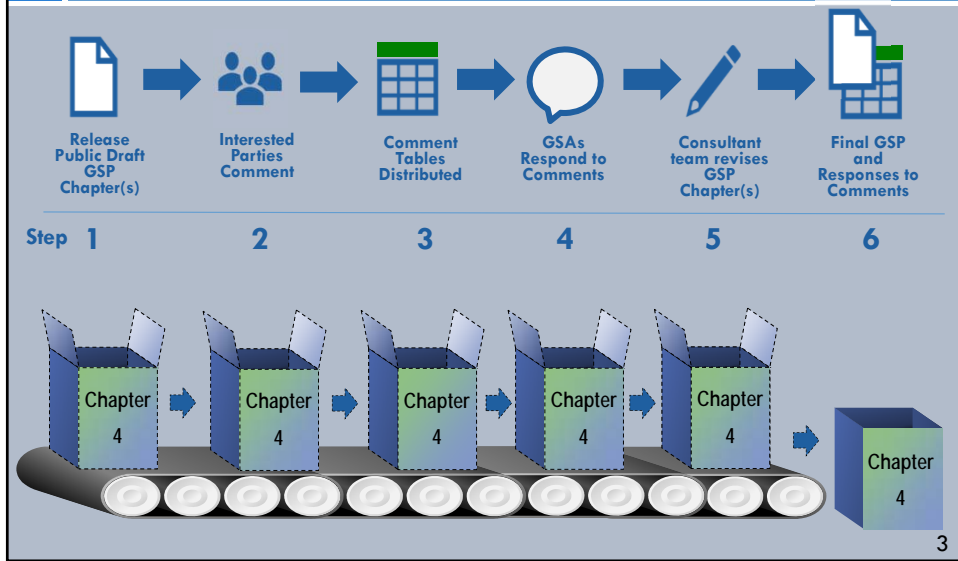 Release
Public Draft
GSP
Chapter(s)
Interested
Parties
Comment
Comment
Tables
Distributed
GSAs
Respond to
Comments
Consultant
team revises
GSP
Chapter(s)
Final GSP
and
Responses to
Comments
Step 1 2 3 4 5 6
Chapter
4
Chapter
4
Chapter
4
Chapter
4
Chapter
4
Chapter
4
3